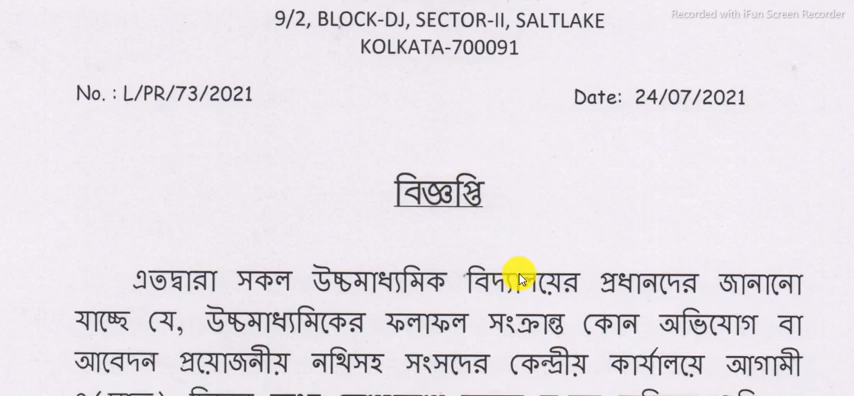 Recorded with iFun Screen Recorder
9/2, BLOCK-DJ, SECTOR-II, SALTLAKE
KOLKATA-700091
No. : L/PR/73/2021
Date: 24/07/2021
বিজ্ঞপ্তি
এতদ্বারা সকল উচ্চমাধ্যমিক বিদ্যালয়ের প্রধানদের জানানো
যাচ্ছে যে, উচ্চমাধ্যমিকের ফলাফল সংক্রান্ত কোন অভিযোগ বা
আবেদন প্রয়োজনীয় নথিসহ সংসদের কেন্দ্রীয় কার্যালয়ে আগামী